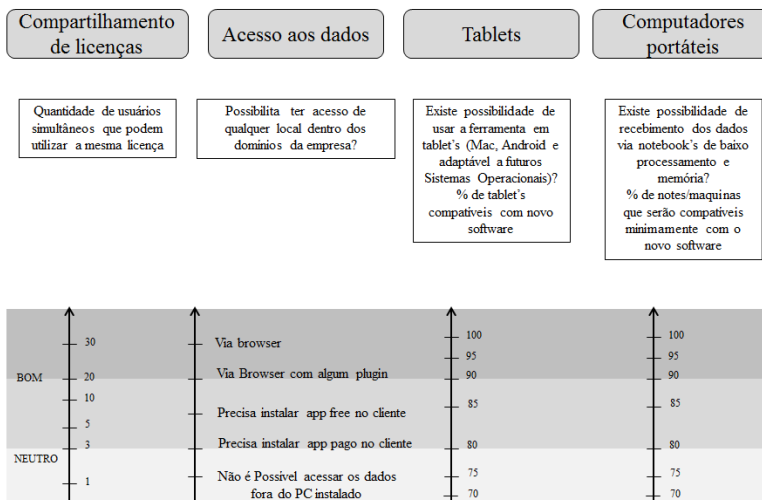 Compartilhamento
de licenças
Acesso aos dados
Tablets
Computadores
portáteis
Quantidade de usuários
simultâneos que podem
utilizar a mesma licença
Possibilita ter acesso de
qualquer local dentro dos
domínios da empresa?
Existe possibilidade de
usar a ferramenta em
tablet's (Mac, Android e
adaptável a futuros
Sistemas Operacionais)?
% de tablet's
compatíveis com novo
software
Existe possibilidade de
recebimento dos dados
via notebook's de baixo
processamento e
memória?
% de notes/maquinas
que serão compatíveis
minimamente com o
novo software
BOM
NEUTRO
30
20
10
5
3
1
Via browser
Via Browser com algum plugin
Precisa instalar app free no cliente
Precisa instalar app pago no cliente
Não é Possível acessar os dados
fora do PC instalado
100
95
90
85
80
75
70
100
95
90
85
80
75
70